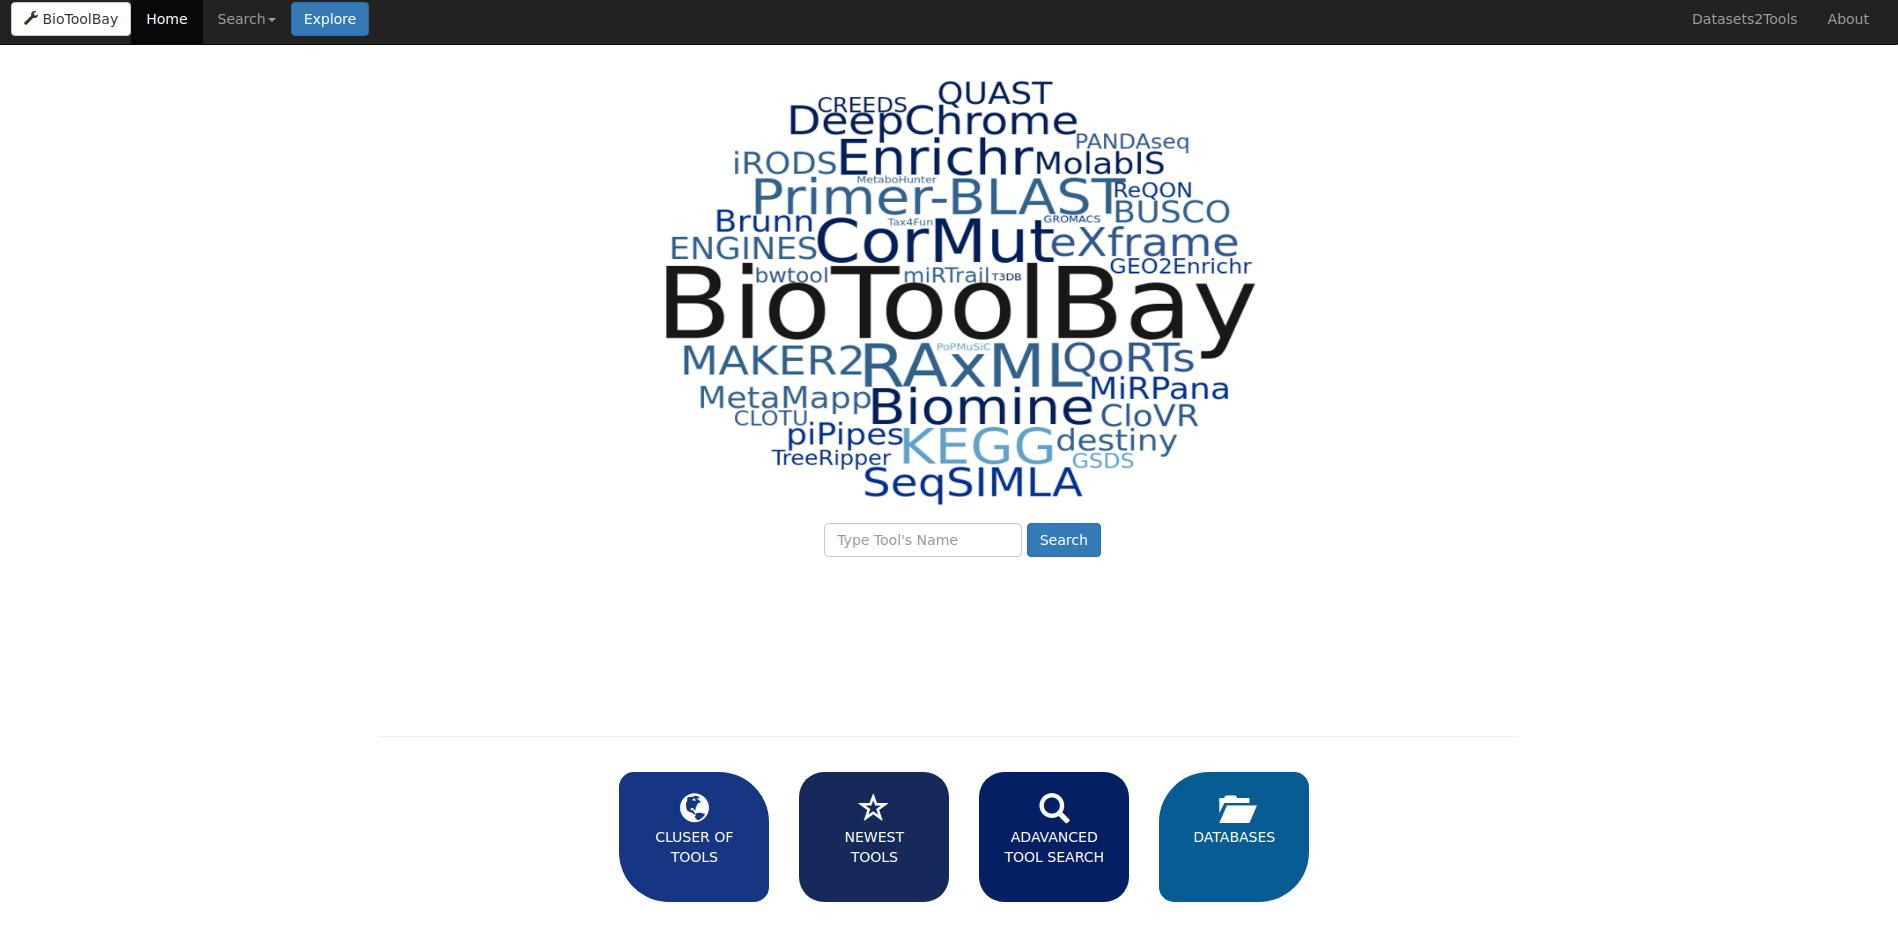 BioToolBay Home Search Explore Datasets2Tools About
QUAST
CREEDS
DeepChrome
PANDAseq
iRODS Enrichr MolabIS
MetaboHunter
Primer-BLAST ReQON
BUSCO
Brunn Tax4Fun GROMACS
ENGINES CorMut eXframe
GEO2Enrichr
bwtool miRTrail T3DB
BioToolBay
MAKER2 RAxML PoPMuSiC QoRTs
MiRPana
MetaMapp Biomine CloVR
CLOTU
piPipes KEGG destiny
TreeRipper GSDS
SeqSIMLA
Type Tool's Name Search
CLUSER OF
TOOLS
NEWEST
TOOLS
ADAVANCED
TOOL SEARCH
DATABASES